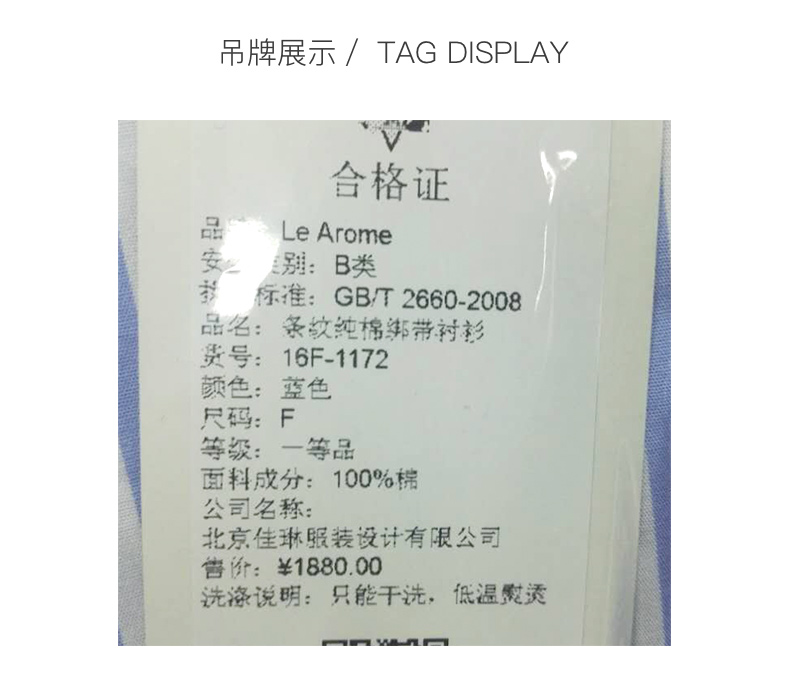 吊牌展示 / TAG DISPLAY
合格证
品 Le Arome
安 类别：B类
执 标准：GB/T 2660-2008
品名：条纹纯棉绑带衬衫
货号：16F-1172
颜色：蓝色
尺码：F
等级：一等品
面料成分：100%棉
公司名称：
北京佳琳服装设计有限公司
售价：¥1880.00
洗涤说明：只能干洗，低温熨烫